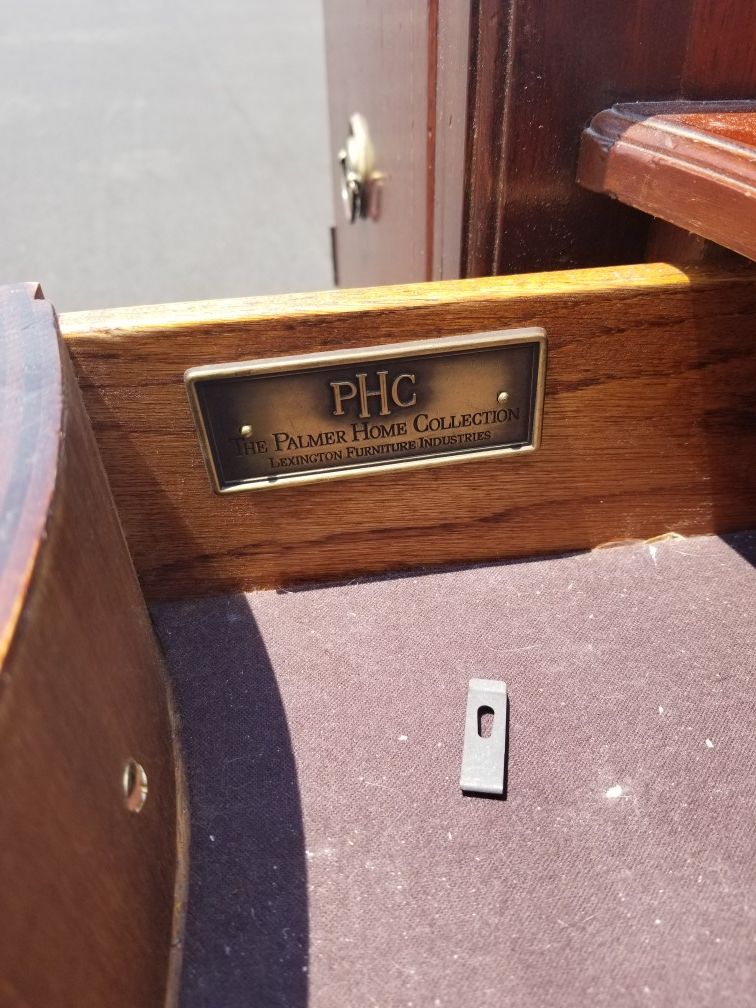 PHC
THE PALMER HOME COLLECTION
LEXINGTON FURNITURE INDUSTRIES